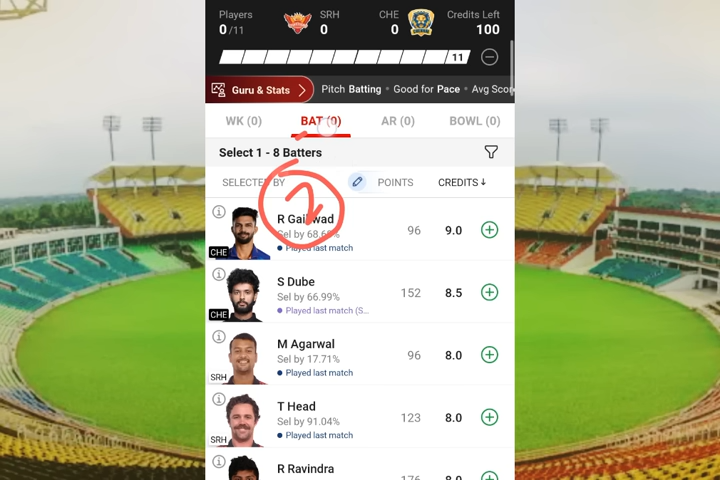 Players SRH CHE Credits Left
0/11 0 0 100
11
Guru & Stats Pitch Batting • Good for Pace • Avg Scor
WK (0) BAT (0) AR (0) BOWL (0)
Select 1 - 8 Batters
SELECTED BY POINTS CREDITS↓
2
R Gaikwad 96 9.0
Sel by 68.6
CHE Played last match
S Dube 152 8.5
Sel by 66.99%
CHE Played last match (S...
M Agarwal 96 8.0
Sel by 17.71%
SRH Played last match
T Head 123 8.0
Sel by 91.04%
SRH Played last match
R Ravindra 176 8.0